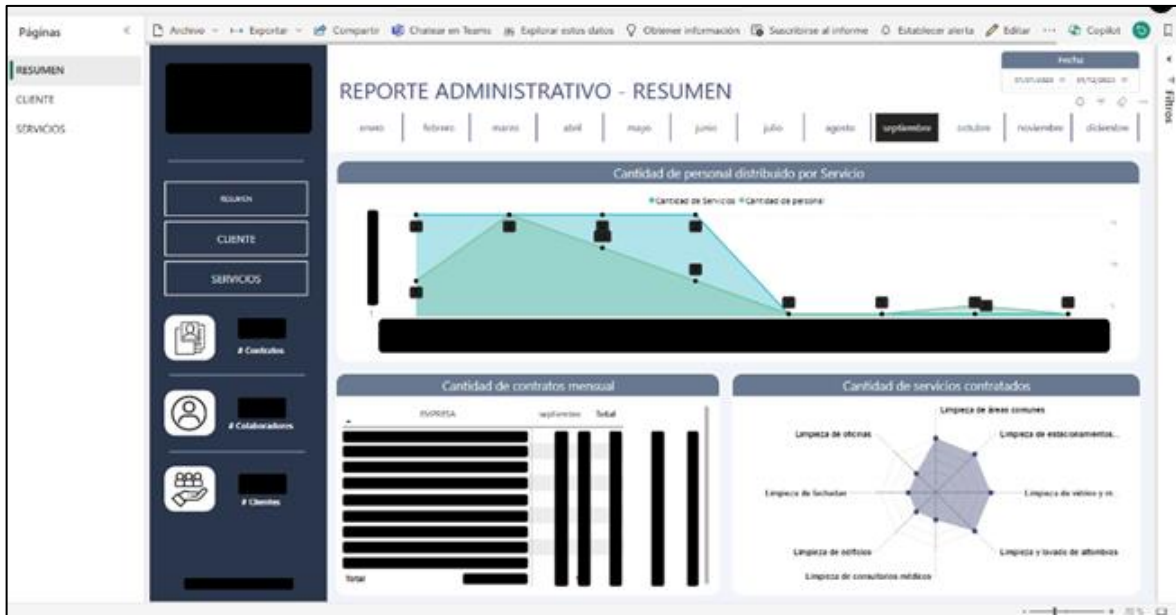 Páginas
Archivo
Exportar
Compartir
Chatear en Teams
Explorar estos datos
Obtener información
Suscribirse al informe
Establecer alerta
Editar
Copilot
RESUMEN
CLIENTE
SERVICIOS
Filtros
Fecha
REPORTE ADMINISTRATIVO - RESUMEN
enero febrero marzo abril mayo junio julio agosto septiembre octubre noviembre diciembre
RESUMEN
CLIENTE
SERVICIOS
# Contratos
# Colaboradores
# Clientes
Cantidad de personal distribuido por Servicio
Cantidad de Servicios Cantidad de personal
Cantidad de contratos mensual
EMPRESA septiembre Total
Total
Cantidad de servicios contratados
Limpieza de áreas comunes
Limpieza de oficinas
Limpieza de estacionamientos...
Limpieza de fachadas
Limpieza de vidrios y m...
Limpieza de edificios
Limpieza y lavado de alfombras
Limpieza de consultorios médicos